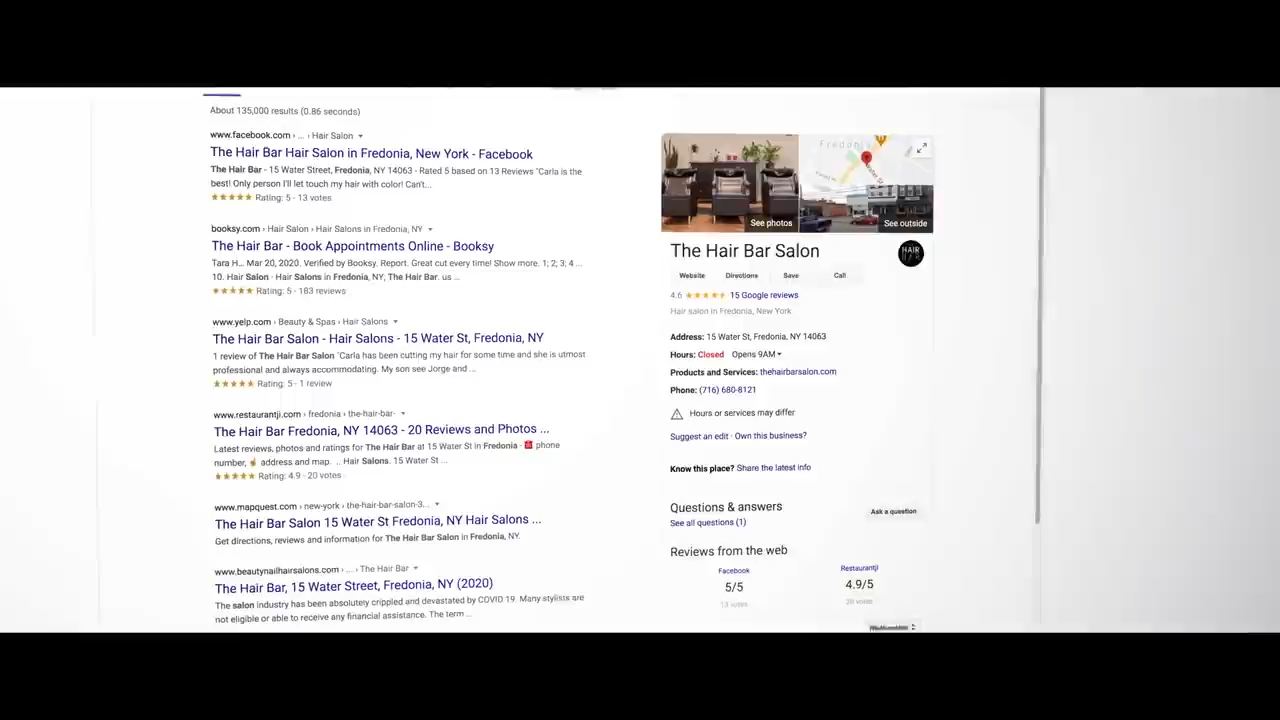 About 135,000 results (0.86 seconds)
www.facebook.com › ... › Hair Salon
The Hair Bar Hair Salon in Fredonia, New York - Facebook
The Hair Bar - 15 Water Street, Fredonia, NY 14063 - Rated 5 based on 13 Reviews "Carla is the
best! Only person I'll let touch my hair with color! Can't...
Rating: 5 - 13 votes
booksy.com › Hair Salon › Hair Salons in Fredonia, NY
The Hair Bar - Book Appointments Online - Booksy
Tara H... Mar 20, 2020. Verified by Booksy. Report. Great cut every time! Show more. 1; 2; 3; 4 ...
10. Hair Salon · Hair Salons in Fredonia, NY, The Hair Bar. us ...
Rating: 5 - 183 reviews
www.yelp.com › Beauty & Spas › Hair Salons
The Hair Bar Salon - Hair Salons - 15 Water St, Fredonia, NY
1 review of The Hair Bar Salon "Carla has been cutting my hair for some time and she is utmost
professional and always accommodating. My son see Jorge and ...
Rating: 5 - 1 review
www.restaurantji.com › fredonia › the-hair-bar-
The Hair Bar Fredonia, NY 14063 - 20 Reviews and Photos ...
Latest reviews, photos and ratings for The Hair Bar at 15 Water St in Fredonia - phone
number, address and map. ... Hair Salons. 15 Water St ...
Rating: 4.9 - 20 votes
www.mapquest.com › new-york › the-hair-bar-salon-3...
The Hair Bar Salon 15 Water St Fredonia, NY Hair Salons ...
Get directions, reviews and information for The Hair Bar Salon in Fredonia, NY.
www.beautynailhairsalons.com › ... › The Hair Bar
The Hair Bar, 15 Water Street, Fredonia, NY (2020)
The salon industry has been absolutely crippled and devastated by COVID 19. Many stylists are
not eligible or able to receive any financial assistance. The term ...
Fredonia
See photos
See outside
The Hair Bar Salon
HAIR
BAR
Website Directions Save Call
4.6 15 Google reviews
Hair salon in Fredonia, New York
Address: 15 Water St, Fredonia, NY 14063
Hours: Closed Opens 9AM
Products and Services: thehairbarsalon.com
Phone: (716) 680-8121
Hours or services may differ
Suggest an edit · Own this business?
Know this place? Share the latest info
Questions & answers
See all questions (1)
Ask a question
Reviews from the web
Facebook Restaurantji
5/5 4.9/5
13 votes 20 votes